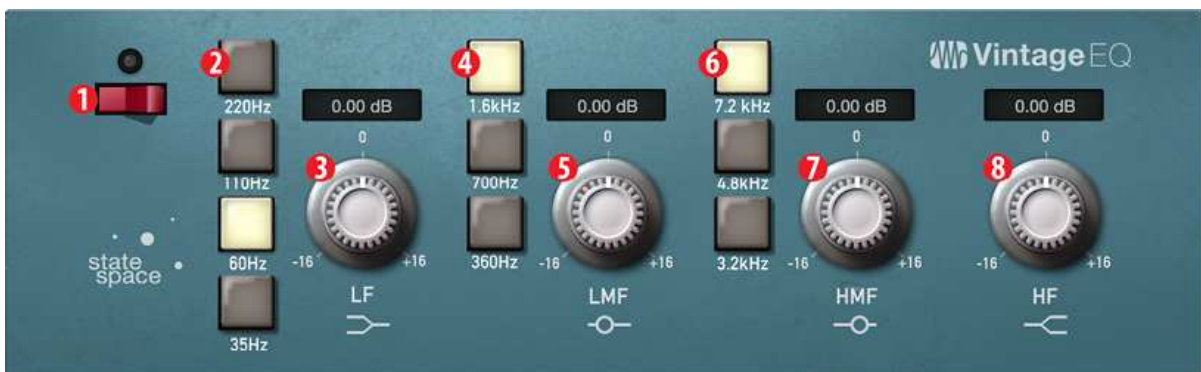 VintageEQ
1
2
220Hz
110Hz
60Hz
35Hz
0.00 dB
0
3
-16
+16
LF
4
1.6kHz
700Hz
360Hz
0.00 dB
0
5
-16
+16
LMF
6
7.2 kHz
4.8kHz
3.2kHz
0.00 dB
0
7
-16
+16
HMF
0.00 dB
0
8
-16
+16
HF
state
space